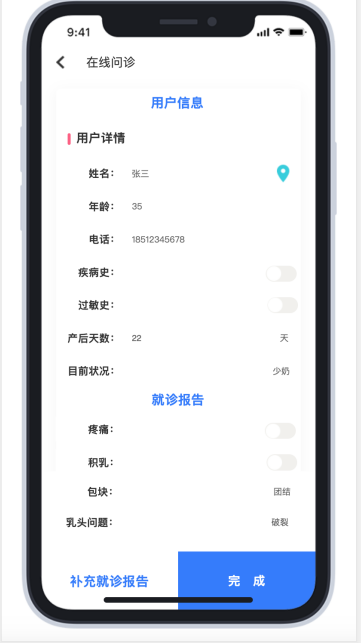 9:41
在线问诊
用户信息
用户详情
姓名： 张三
年龄： 35
电话： 18512345678
疾病史：
过敏史：
产后天数： 22 天
目前状况： 少奶
就诊报告
疼痛：
积乳：
包块： 团结
乳头问题： 破裂
补充就诊报告 完 成